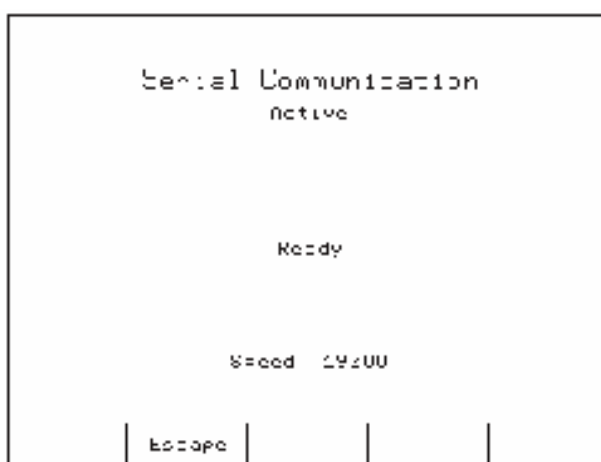 Serial Communication
Active
Ready
Speed 19200
Escape